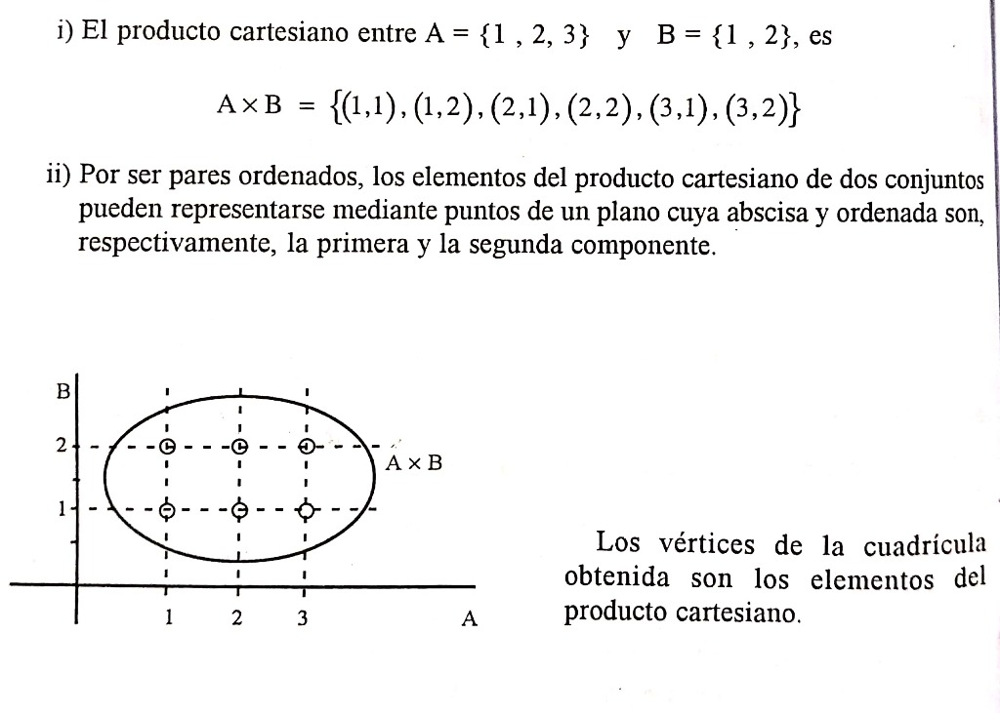 i) El producto cartesiano entre A = {1 , 2, 3} y B = {1 , 2}, es
A × B = {(1,1), (1,2), (2,1), (2,2), (3,1), (3,2)}
ii) Por ser pares ordenados, los elementos del producto cartesiano de dos conjuntos
pueden representarse mediante puntos de un plano cuya abscisa y ordenada son,
respectivamente, la primera y la segunda componente.
B
2
A × B
1
Los vértices de la cuadrícula
obtenida son los elementos del
producto cartesiano.
1 2 3 A